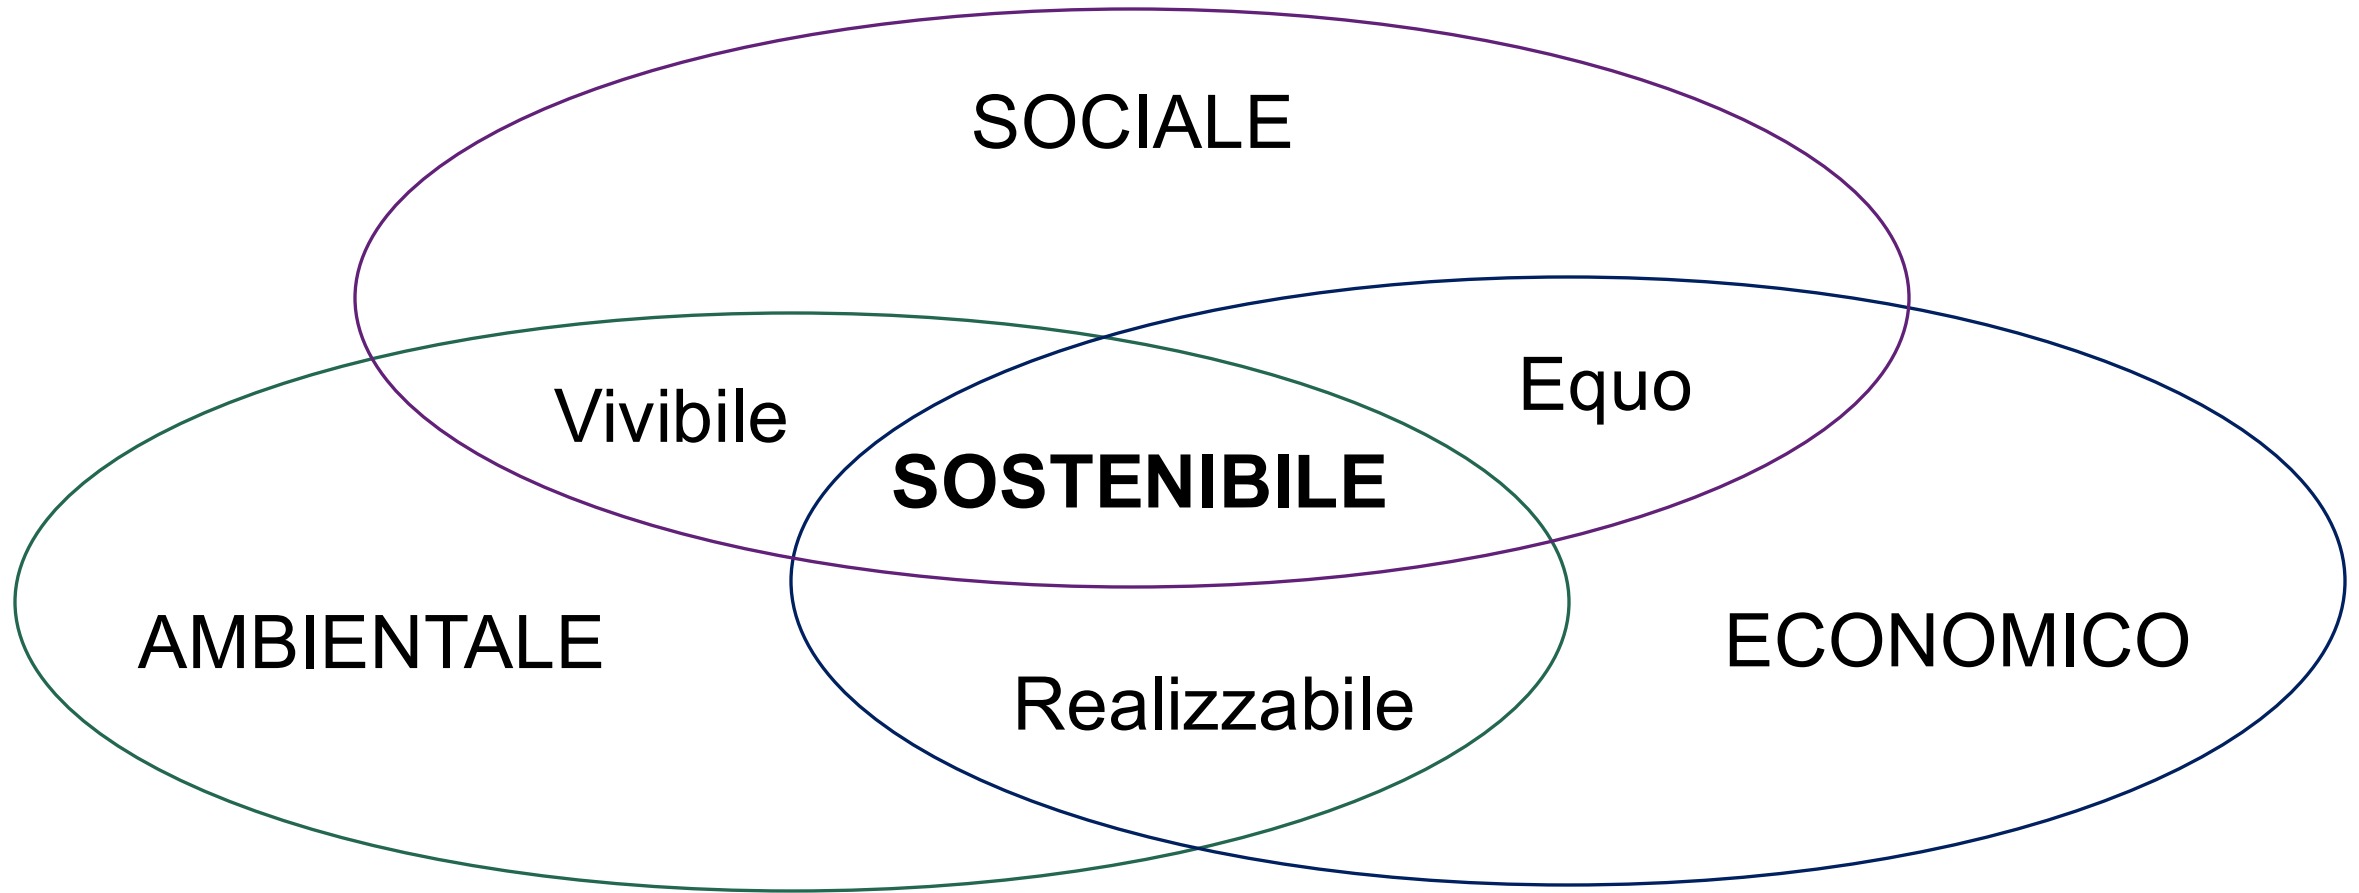 SOCIALE
Equo
Vivibile
SOSTENIBILE
AMBIENTALE
ECONOMICO
Realizzabile